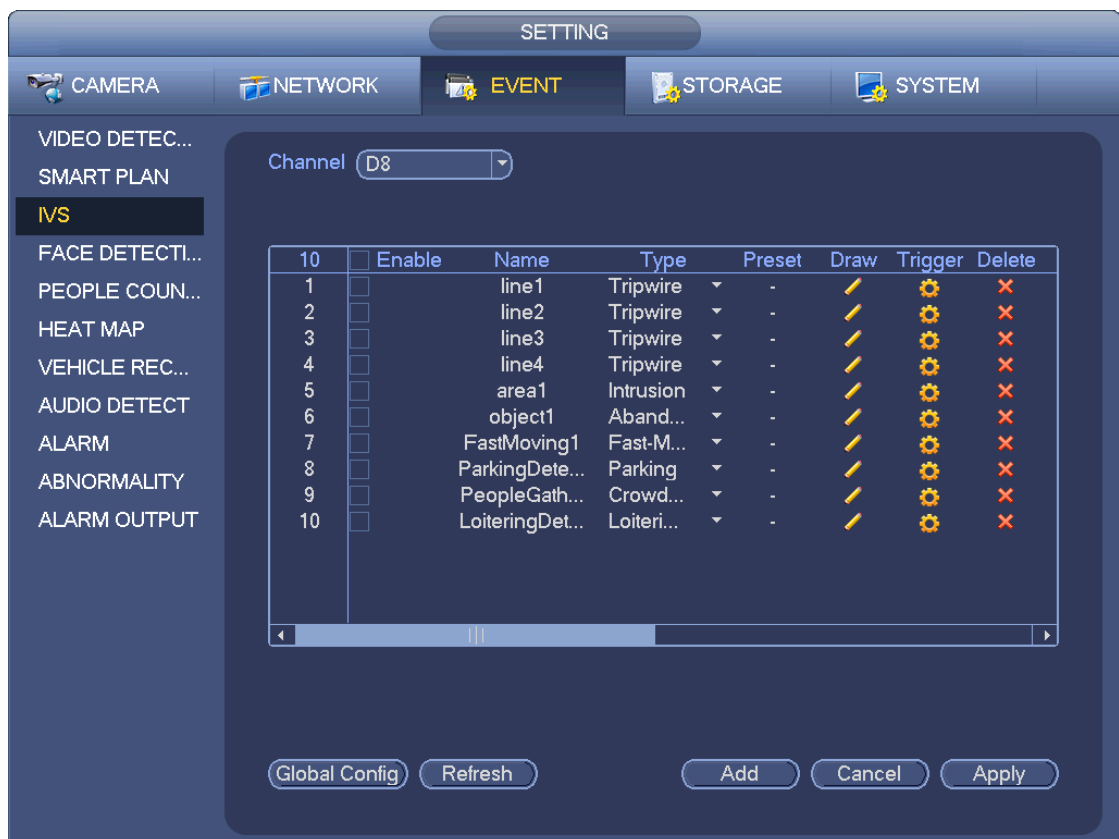 SETTING
CAMERA NETWORK EVENT STORAGE SYSTEM
VIDEO DETEC...
SMART PLAN
IVS
FACE DETECTI...
PEOPLE COUN...
HEAT MAP
VEHICLE REC...
AUDIO DETECT
ALARM
ABNORMALITY
ALARM OUTPUT
Channel D8
10 Enable Name Type Preset Draw Trigger Delete
1 line1 Tripwire -
2 line2 Tripwire -
3 line3 Tripwire -
4 line4 Tripwire -
5 area1 Intrusion -
6 object1 Aband... -
7 FastMoving1 Fast-M... -
8 ParkingDete... Parking -
9 PeopleGath... Crowd... -
10 LoiteringDet... Loiteri... -
Global Config Refresh Add Cancel Apply